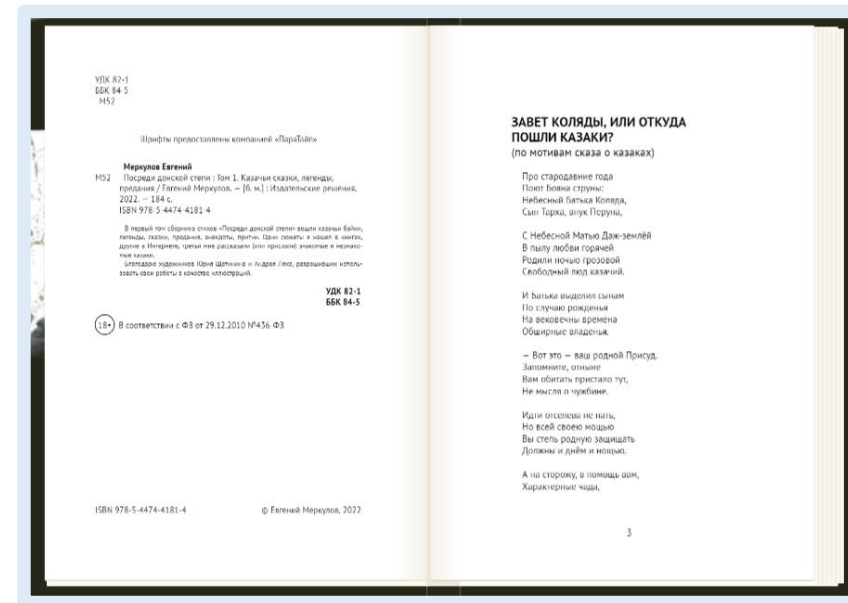 УДК 82-1
ББК 84-5
М52
Шрифты предоставлены компанией «ПараТайп»
Меркулов Евгений
М52 Посреди донской степи : Том 1. Казачьи сказки, легенды,
предания / Евгений Меркулов. — [б. м.] : Издательские решения,
2022. — 184 с.
ISBN 978-5-4474-4181-4
В первый том сборника стихов «Посреди донской степи» вошли казачьи байки,
легенды, сказки, предания, анекдоты, притчи. Одни сюжеты я нашел в книгах,
другие в Интернете, третьи мне рассказали (или прислали) знакомые и незнако-
мые казаки.
Благодарю художников Юрия Щетинина и Андрея Ляха, разрешивших исполь-
зовать свои работы в качестве иллюстраций.
УДК 82-1
ББК 84-5
18+ В соответствии с ФЗ от 29.12.2010 №436-ФЗ
ISBN 978-5-4474-4181-4 © Евгений Меркулов, 2022
ЗАВЕТ КОЛЯДЫ, ИЛИ ОТКУДА
ПОШЛИ КАЗАКИ?
(по мотивам сказа о казаках)
Про стародавние года
Поют Бояна струны:
Небесный Батька Коляда,
Сын Тарха, внук Перуна,
С Небесной Матью Даж-землёй
В пылу любви горячей
Родили ночью грозовой
Свободный люд казачий.
И Батька выделил сынам
По случаю рожденья
На вековечны времена
Обширные владенья.
— Вот это — ваш родной Присуд.
Запомните, отныне
Вам обитать пристало тут,
Не мысля о чужбине.
Идти отселева не нать,
Но всей своею мощью
Вы степь родную защищать
Должны и днём и нощью.
А на сторожу, в помощь вам,
Характерные чада,
3